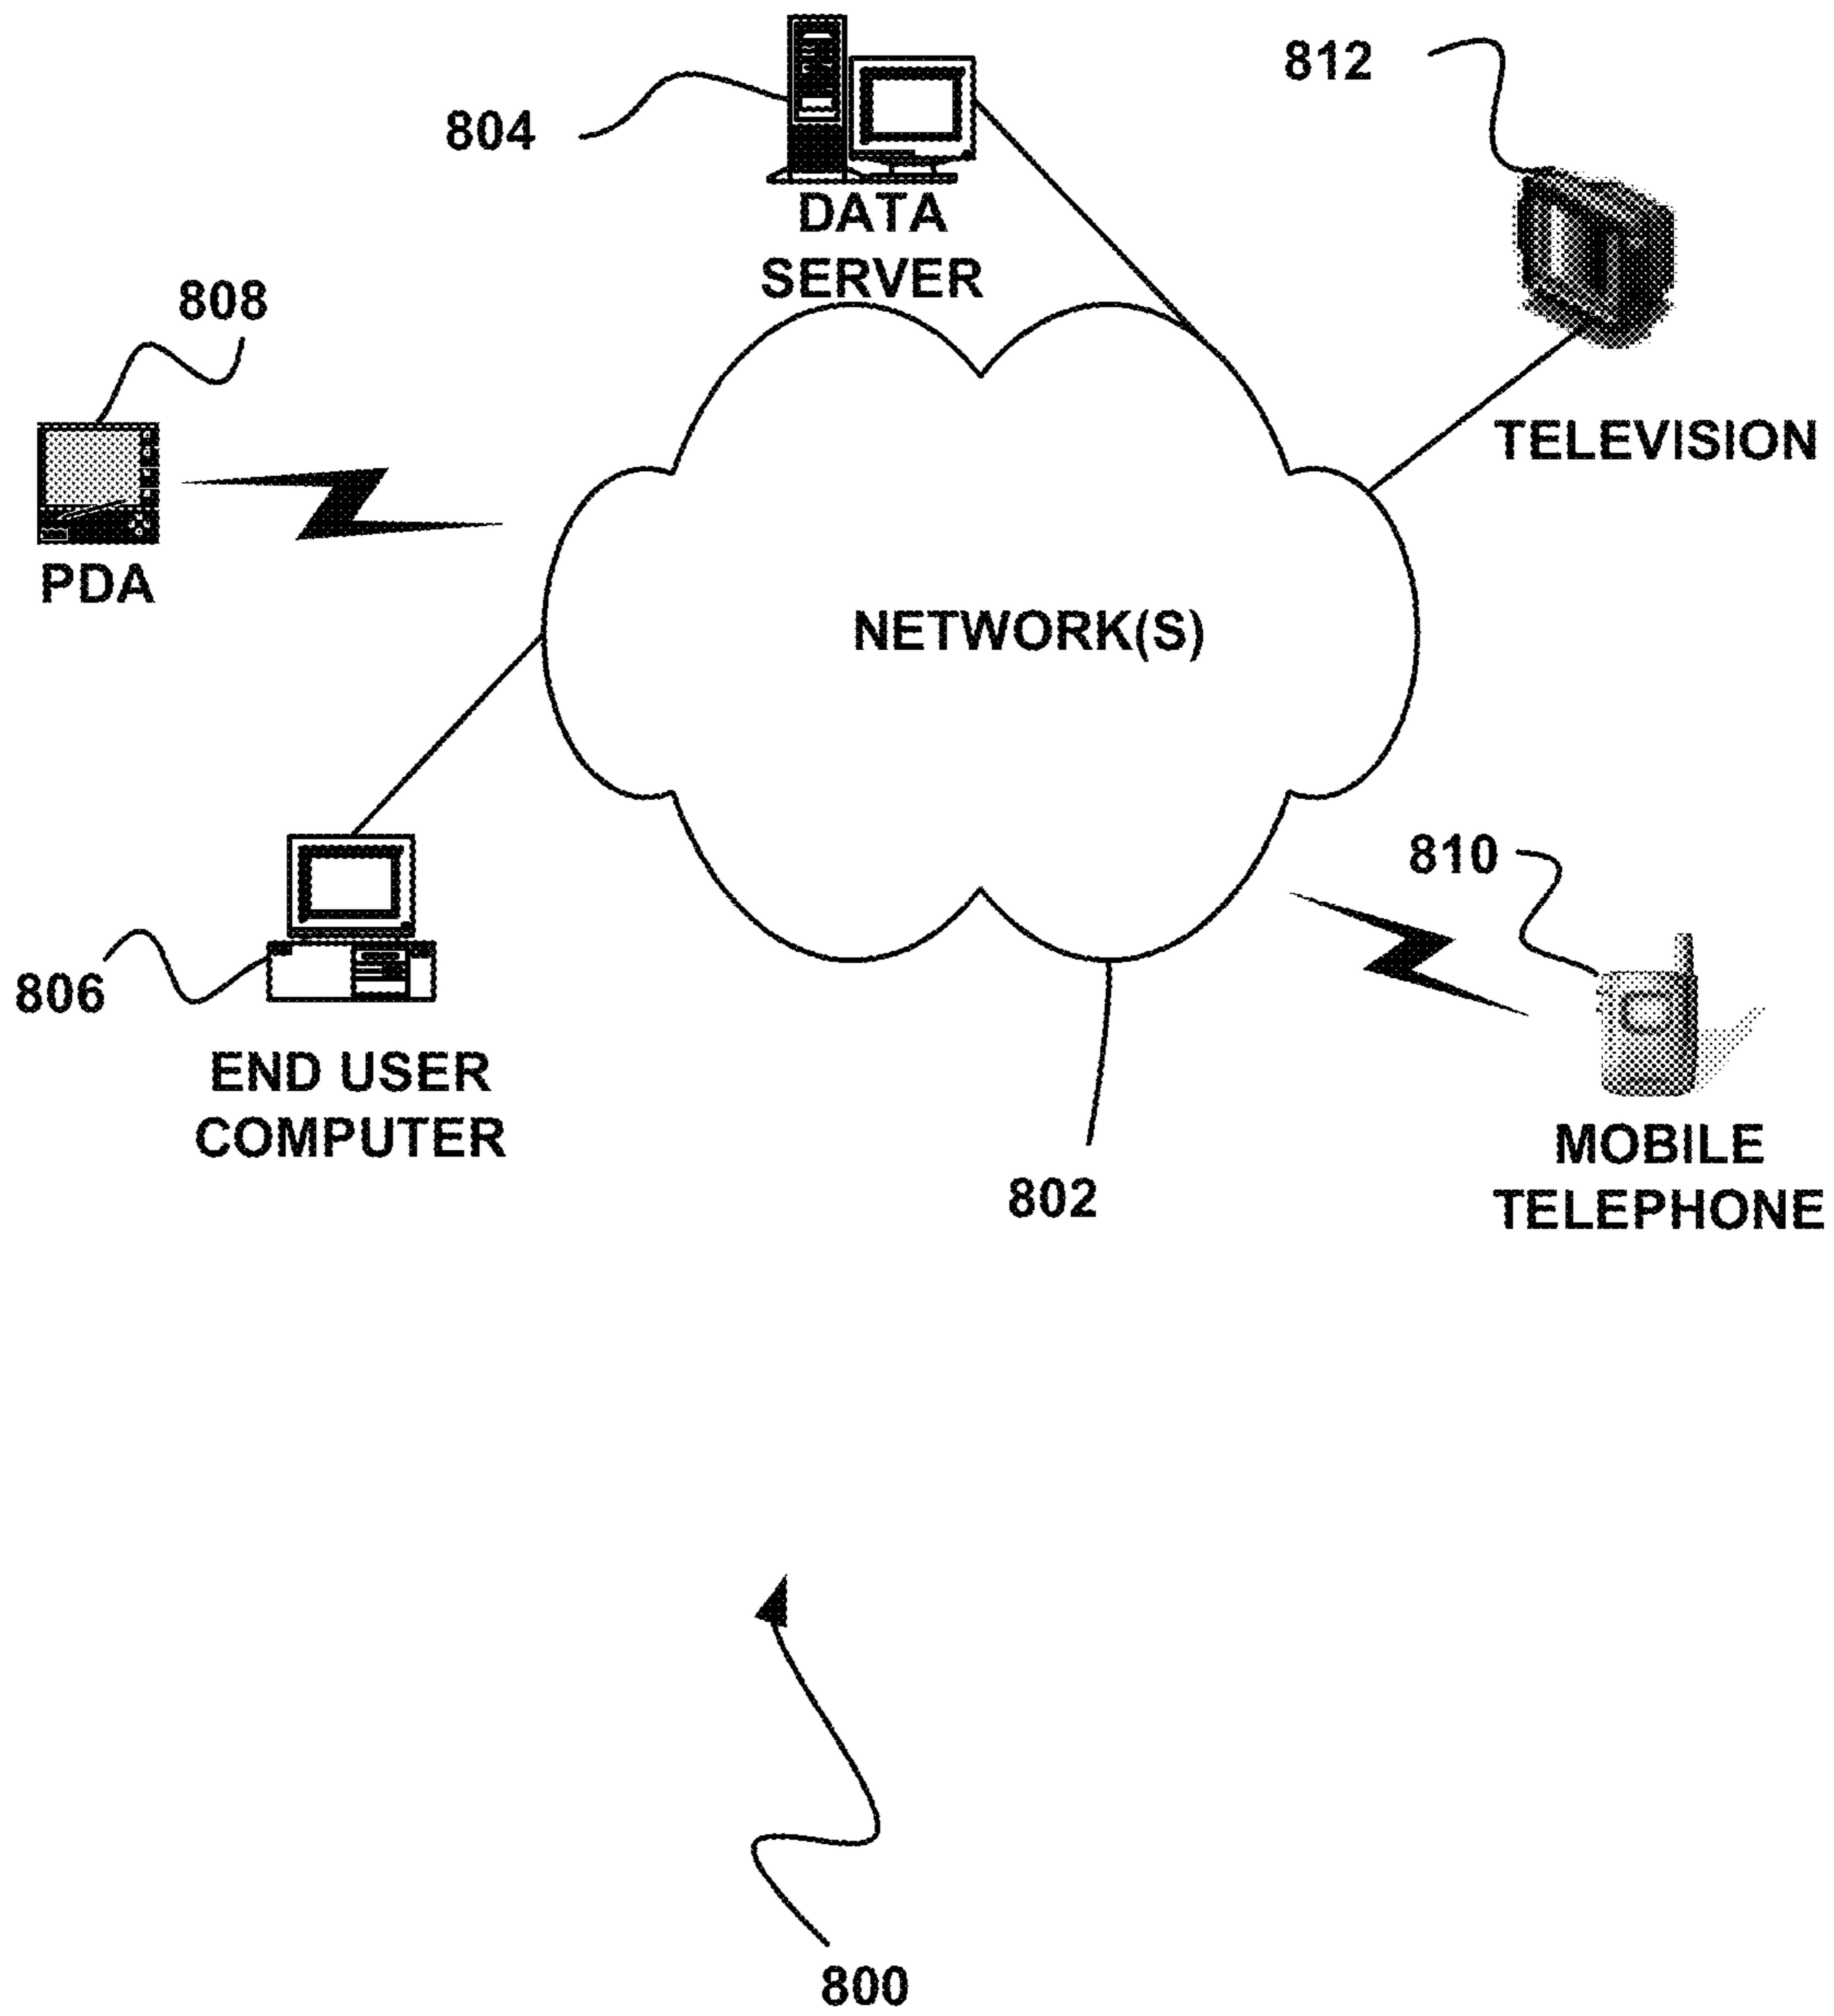 812
804
DATA
SERVER
808
TELEVISION
PDA
NETWORK(S)
810
806
END USER
COMPUTER
802
MOBILE
TELEPHONE
800